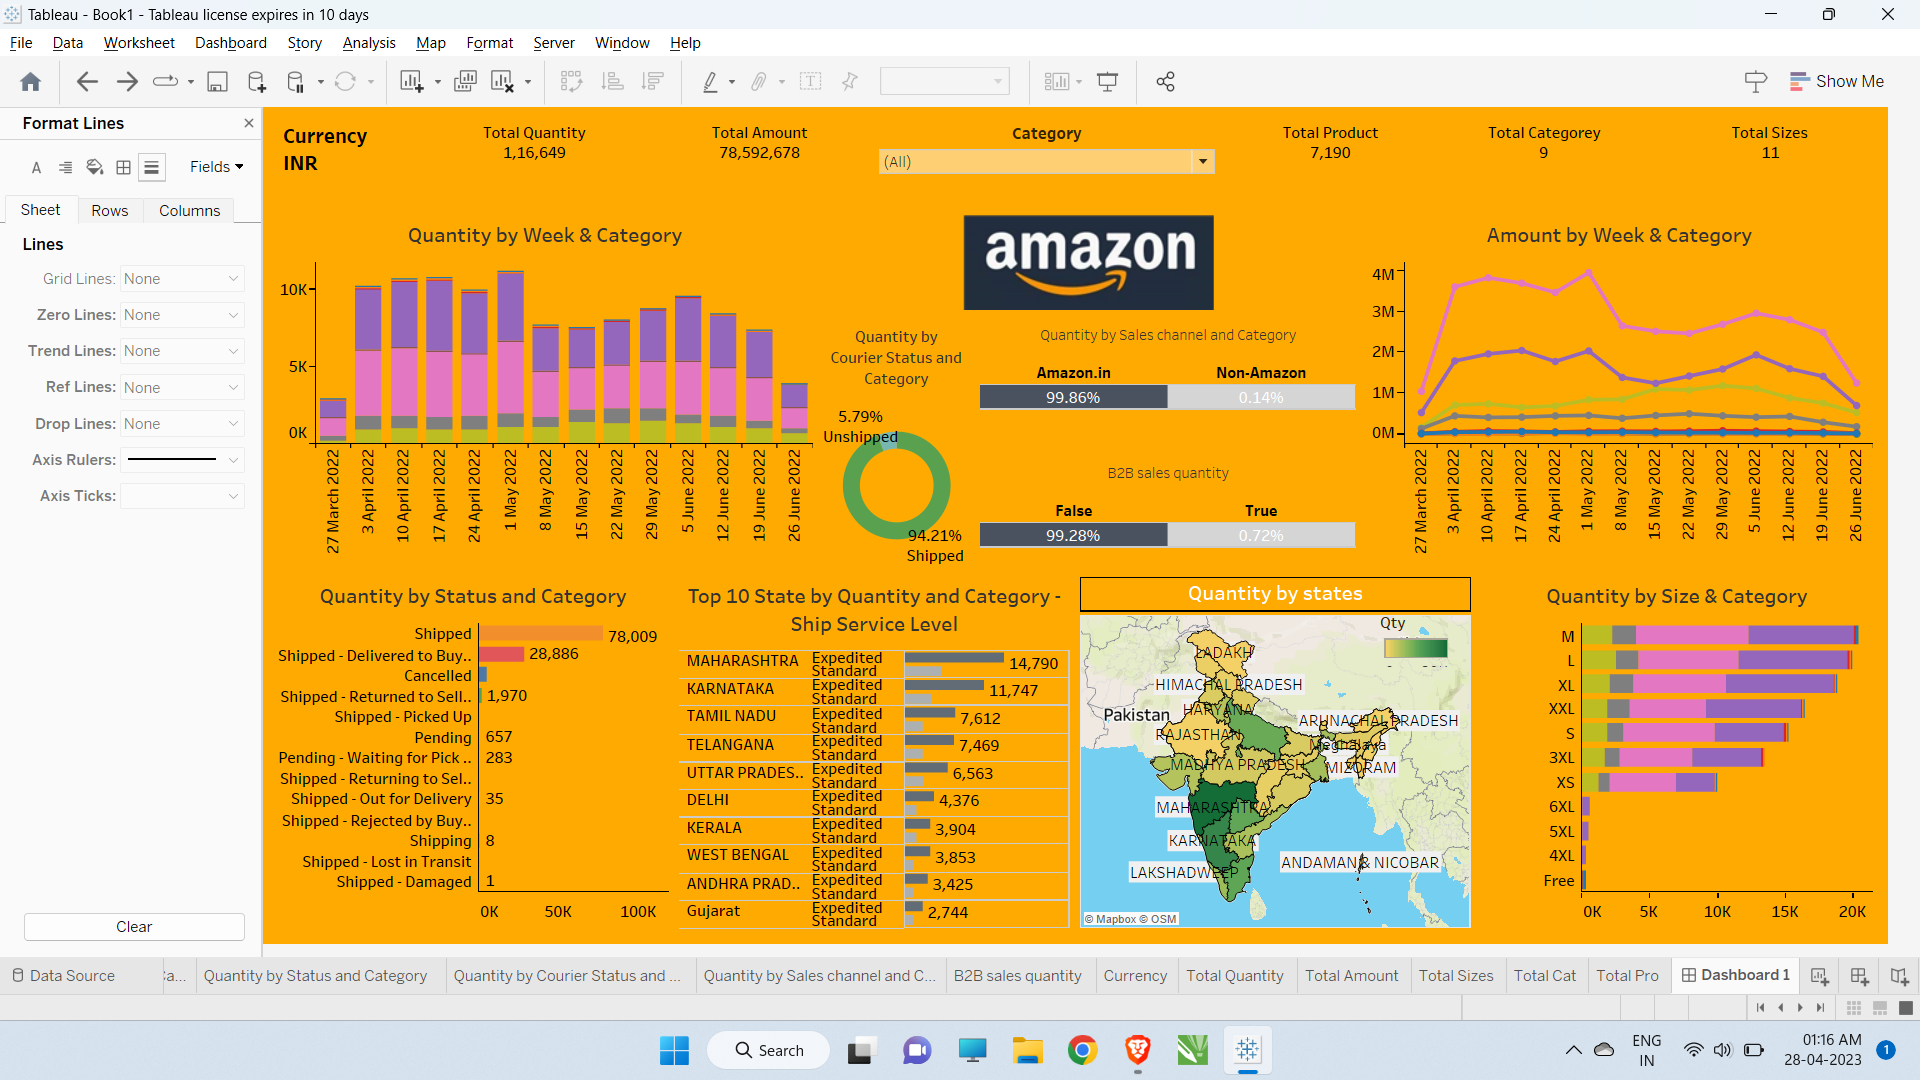 Tableau - Book1 - Tableau license expires in 10 days
File Data Worksheet Dashboard Story Analysis Map Format Server Window Help
Show Me
Format Lines
Fields
Sheet Rows Columns
Lines
Grid Lines: None
Zero Lines: None
Trend Lines: None
Ref Lines: None
Drop Lines: None
Axis Rulers:
Axis Ticks:
Clear
Currency
INR
Total Quantity
1,16,649
Total Amount
78,592,678
Category
(All)
Total Product
7,190
Total Categorey
9
Total Sizes
11
Quantity by Week & Category
10K
5K
0K
27 March 2022
3 April 2022
10 April 2022
17 April 2022
24 April 2022
1 May 2022
8 May 2022
15 May 2022
22 May 2022
29 May 2022
5 June 2022
12 June 2022
19 June 2022
26 June 2022
amazon
Quantity by
Courier Status and
Category
5.79%
Unshipped
94.21%
Shipped
Quantity by Sales channel and Category
Amazon.in Non-Amazon
99.86% 0.14%
B2B sales quantity
False True
99.28% 0.72%
Amount by Week & Category
4M
3M
2M
1M
0M
27 March 2022
3 April 2022
10 April 2022
17 April 2022
24 April 2022
1 May 2022
8 May 2022
15 May 2022
22 May 2022
29 May 2022
5 June 2022
12 June 2022
19 June 2022
26 June 2022
Quantity by Status and Category
Shipped 78,009
Shipped - Delivered to Buy.. 28,886
Cancelled
Shipped - Returned to Sell.. 1,970
Shipped - Picked Up
Pending 657
Pending - Waiting for Pick .. 283
Shipped - Returning to Sel..
Shipped - Out for Delivery 35
Shipped - Rejected by Buy..
Shipping 8
Shipped - Lost in Transit
Shipped - Damaged 1
0K 50K 100K
Top 10 State by Quantity and Category -
Ship Service Level
MAHARASHTRA Expedited 14,790
Standard
KARNATAKA Expedited 11,747
Standard
TAMIL NADU Expedited 7,612
Standard
TELANGANA Expedited 7,469
Standard
UTTAR PRADES.. Expedited 6,563
Standard
DELHI Expedited 4,376
Standard
KERALA Expedited 3,904
Standard
WEST BENGAL Expedited 3,853
Standard
ANDHRA PRAD.. Expedited 3,425
Standard
Gujarat Expedited 2,744
Standard
Quantity by states
Qty
LADAKH
HIMACHAL PRADESH
HARYANA
Pakistan
ARUNACHAL PRADESH
RAJASTHAN
Meghalaya
MADHYA PRADESH
MIZORAM
MAHARASHTRA
KARNATAKA
ANDAMAN & NICOBAR
LAKSHADWEEP
© Mapbox © OSM
Quantity by Size & Category
M
L
XL
XXL
S
3XL
XS
6XL
5XL
4XL
Free
0K 5K 10K 15K 20K
Data Source
Ca... Quantity by Status and Category Quantity by Courier Status and ... Quantity by Sales channel and C... B2B sales quantity Currency Total Quantity Total Amount Total Sizes Total Cat Total Pro Dashboard 1
Search
ENG
IN
01:16 AM
28-04-2023
1